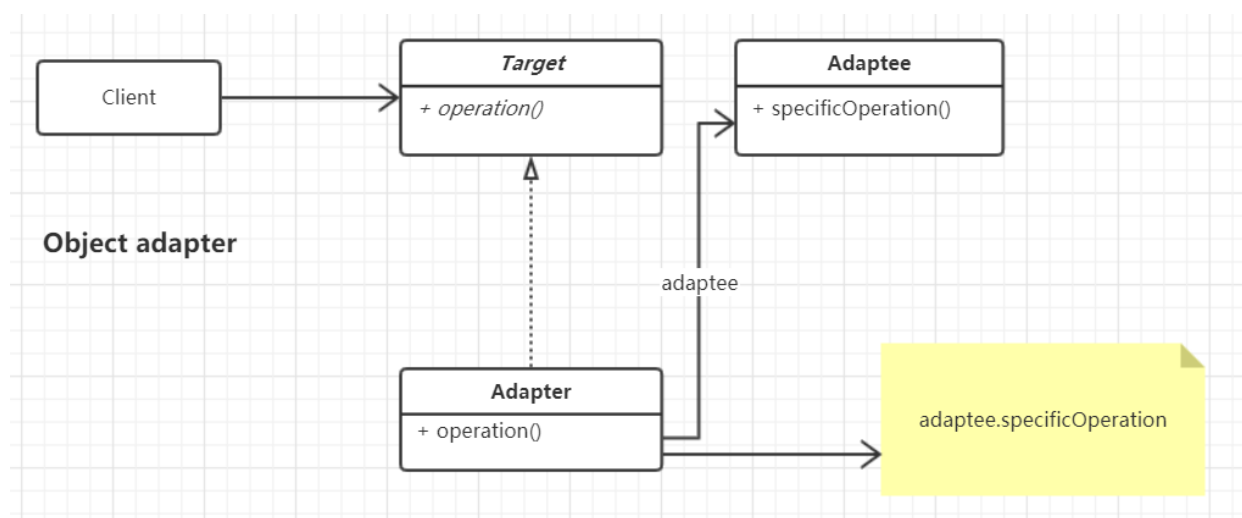 Client
Target
+ operation()
Adaptee
+ specificOperation()
Object adapter
adaptee
Adapter
+ operation()
adaptee.specificOperation